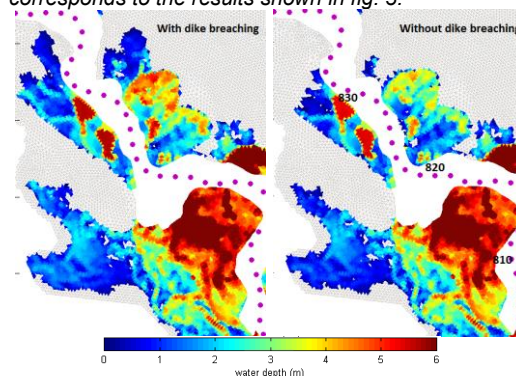 corresponds to the results shown in fig. 5.
With dike breaching
Without dike breaching
830
820
810
0 1 2 3 4 5 6
water depth (m)